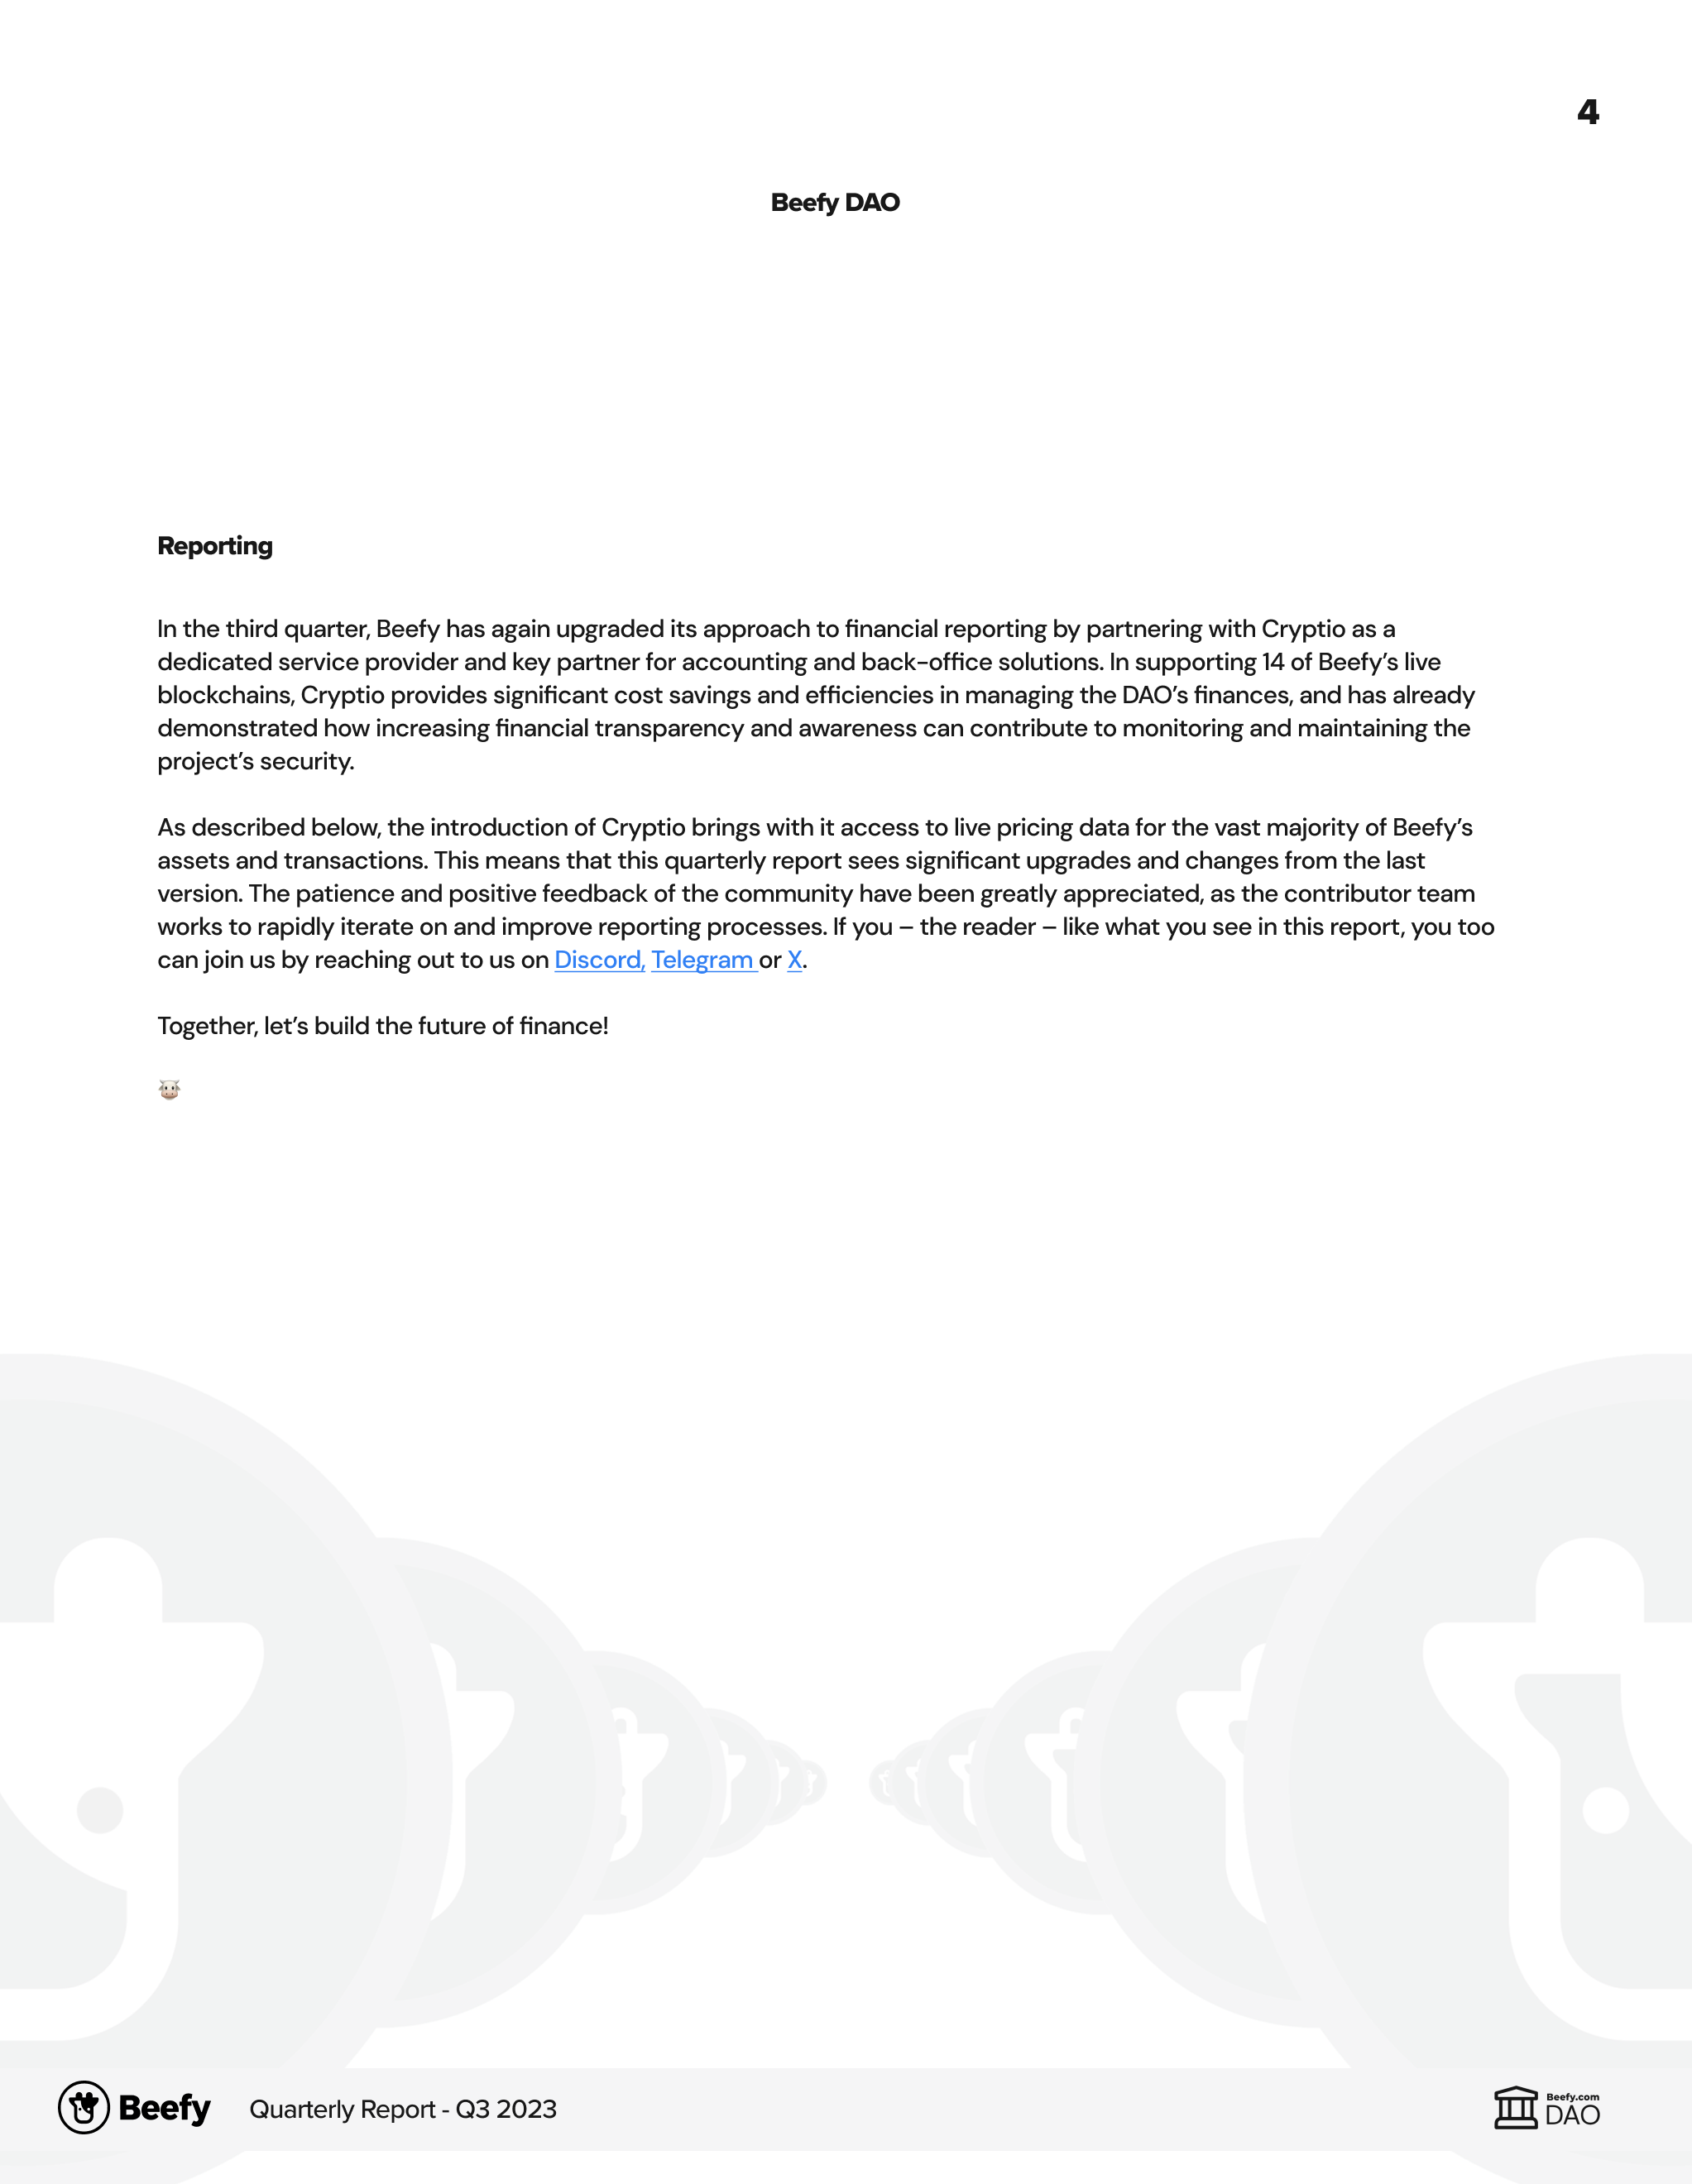 4
Beefy DAO
Reporting
In the third quarter, Beefy has again upgraded its approach to financial reporting by partnering with Cryptio as a
dedicated service provider and key partner for accounting and back-office solutions. In supporting 14 of Beefy’s live
blockchains, Cryptio provides significant cost savings and efficiencies in managing the DAO’s finances, and has already
demonstrated how increasing financial transparency and awareness can contribute to monitoring and maintaining the
project’s security.
As described below, the introduction of Cryptio brings with it access to live pricing data for the vast majority of Beefy’s
assets and transactions. This means that this quarterly report sees significant upgrades and changes from the last
version. The patience and positive feedback of the community have been greatly appreciated, as the contributor team
works to rapidly iterate on and improve reporting processes. If you – the reader – like what you see in this report, you too
can join us by reaching out to us on Discord, Telegram or X.
Together, let’s build the future of finance!
Beefy Quarterly Report - Q3 2023
Beefy.com
DAO